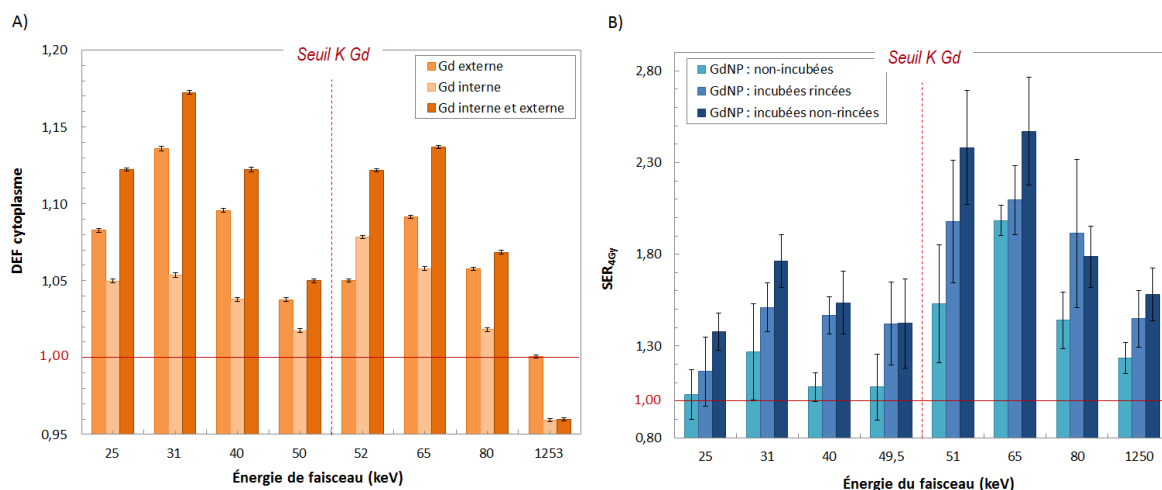 A)
Seuil K Gd
1,20
1,15
1,10
1,05
1,00
0,95
DEF cytoplasme
Gd externe
Gd interne
Gd interne et externe
25 31 40 50 52 65 80 1253
Énergie de faisceau (keV)
B)
Seuil K Gd
2,80
2,30
1,80
1,30
1,00
0,80
SER4Gy
GdNP : non-incubées
GdNP : incubées rincées
GdNP : incubées non-rincées
25 31 40 49,5 51 65 80 1250
Énergie du faisceau (keV)